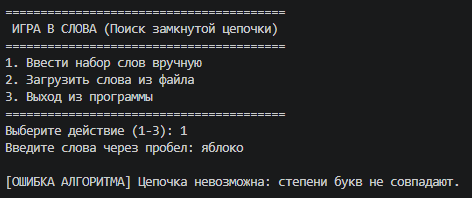 ========================================
ИГРА В СЛОВА (Поиск замкнутой цепочки)
========================================
1. Ввести набор слов вручную
2. Загрузить слова из файла
3. Выход из программы
========================================
Выберите действие (1-3): 1
Введите слова через пробел: яблоко
[ОШИБКА АЛГОРИТМА] Цепочка невозможна: степени букв не совпадают.